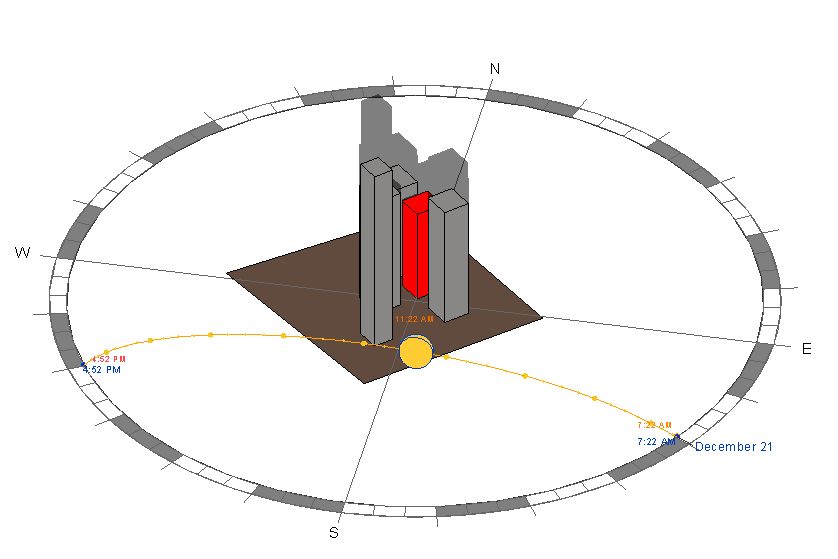 N
W
11:22 AM
E
4:52 PM
4:52 PM
7:22 AM
7:22 AM
December 21
S